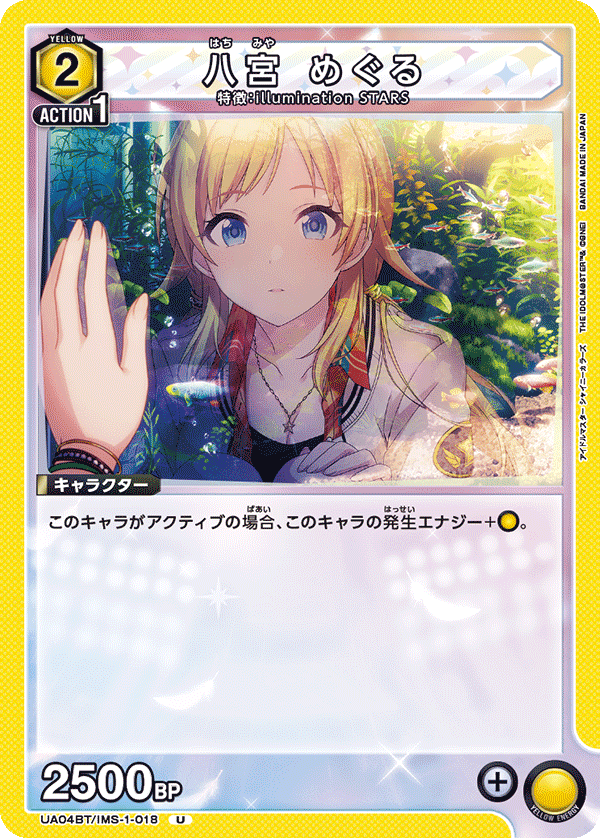 YELLOW
2
ACTION1
はち みや
八宮 めぐる
特徴:illumination STARS
キャラクター
ばあい はっせい
このキャラがアクティブの場合、このキャラの発生エナジー+。
2500BP
+
YELLOW ENERGY
UA04BT/IMS-1-018 U
アイドルマスター シャイニーカラーズ THE IDOLM@STER™& ©BNEI BANDAI MADE IN JAPAN